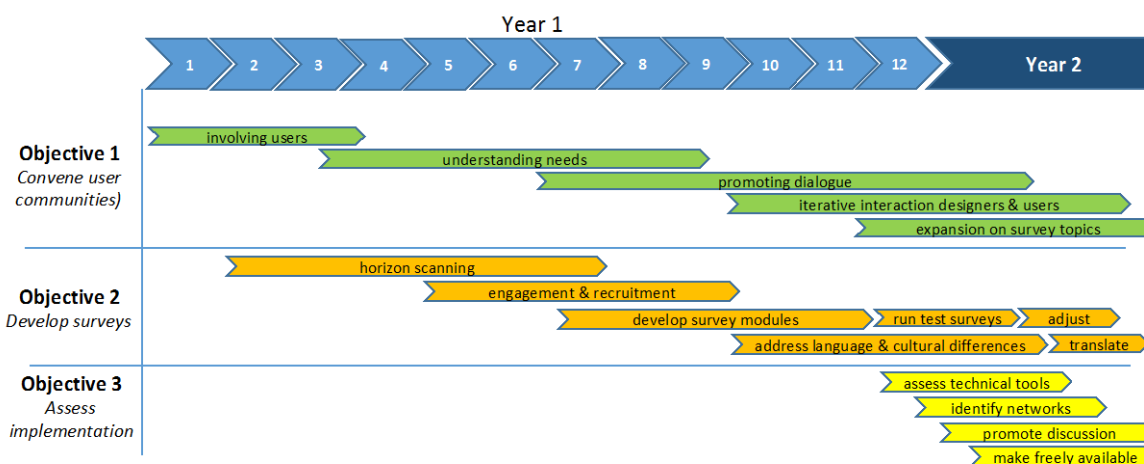 Year 1
1 2 3 4 5 6 7 8 9 10 11 12 Year 2
Objective 1
Convene user
communities)
involving users
understanding needs
promoting dialogue
iterative interaction designers & users
expansion on survey topics
Objective 2
Develop surveys
horizon scanning
engagement & recruitment
develop survey modules run test surveys adjust
address language & cultural differences translate
Objective 3
Assess
implementation
assess technical tools
identify networks
promote discussion
make freely available